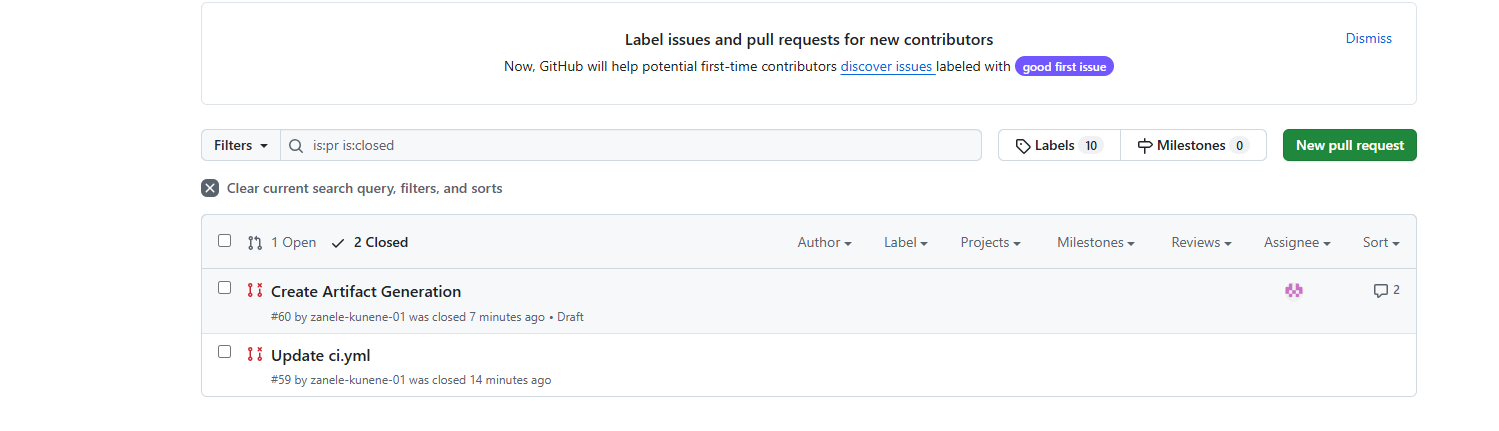 Label issues and pull requests for new contributors
Dismiss
Now, GitHub will help potential first-time contributors discover issues labeled with good first issue
Filters
is:pr is:closed
Labels 10
Milestones 0
New pull request
Clear current search query, filters, and sorts
1 Open
2 Closed
Author
Label
Projects
Milestones
Reviews
Assignee
Sort
Create Artifact Generation
2
#60 by zanele-kunene-01 was closed 7 minutes ago • Draft
Update ci.yml
#59 by zanele-kunene-01 was closed 14 minutes ago